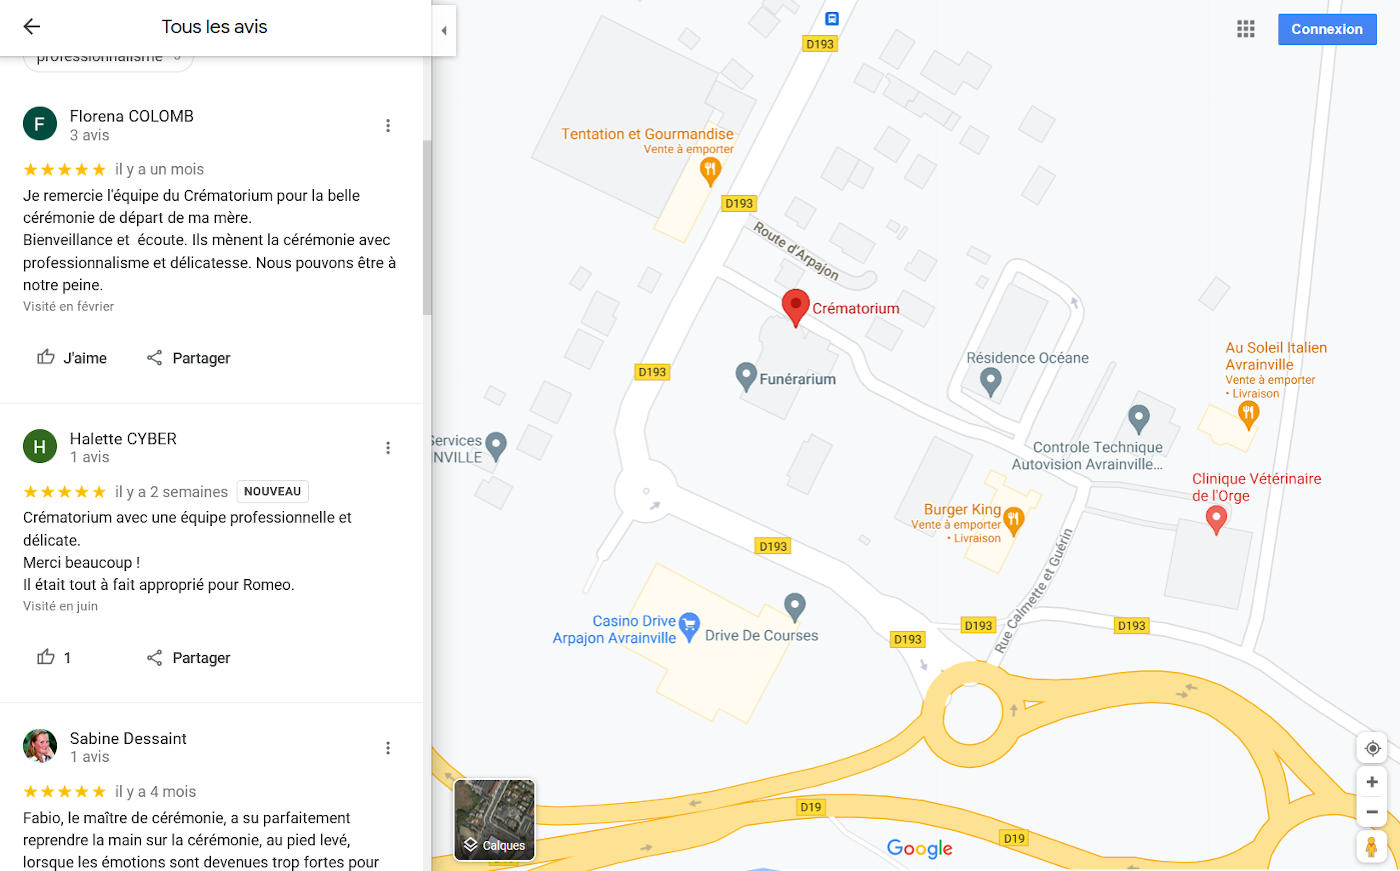 Tous les avis
professionnalisme
Florena COLOMB
3 avis
il y a un mois
Je remercie l'équipe du Crématorium pour la belle
cérémonie de départ de ma mère.
Bienveillance et écoute. Ils mènent la cérémonie avec
professionnalisme et délicatesse. Nous pouvons être à
notre peine.
Visité en février
J'aime
Partager
H
Halette CYBER
1 avis
il y a 2 semaines NOUVEAU
Crématorium avec une équipe professionnelle et
délicate.
Merci beaucoup !
Il était tout à fait approprié pour Romeo.
Visité en juin
1
Partager
Sabine Dessaint
1 avis
il y a 4 mois
Fabio, le maître de cérémonie, a su parfaitement
reprendre la main sur la cérémonie, au pied levé,
lorsque les émotions sont devenues trop fortes pour
F
Connexion
D193
Tentation et Gourmandise
Vente à emporter
D193
Route d'Arpajon
Crématorium
D193
Funérarium
Résidence Océane
Au Soleil Italien
Avrainville
Vente à emporter
• Livraison
Services
INVILLE
Controle Technique
Autovision Avrainville...
Clinique Vétérinaire
de l'Orge
Burger King
Vente à emporter
• Livraison
D193
Rue Calmette et Guérin
Casino Drive
Arpajon Avrainville
Drive De Courses
D193
D193
D193
Calques
D19
D19
Google